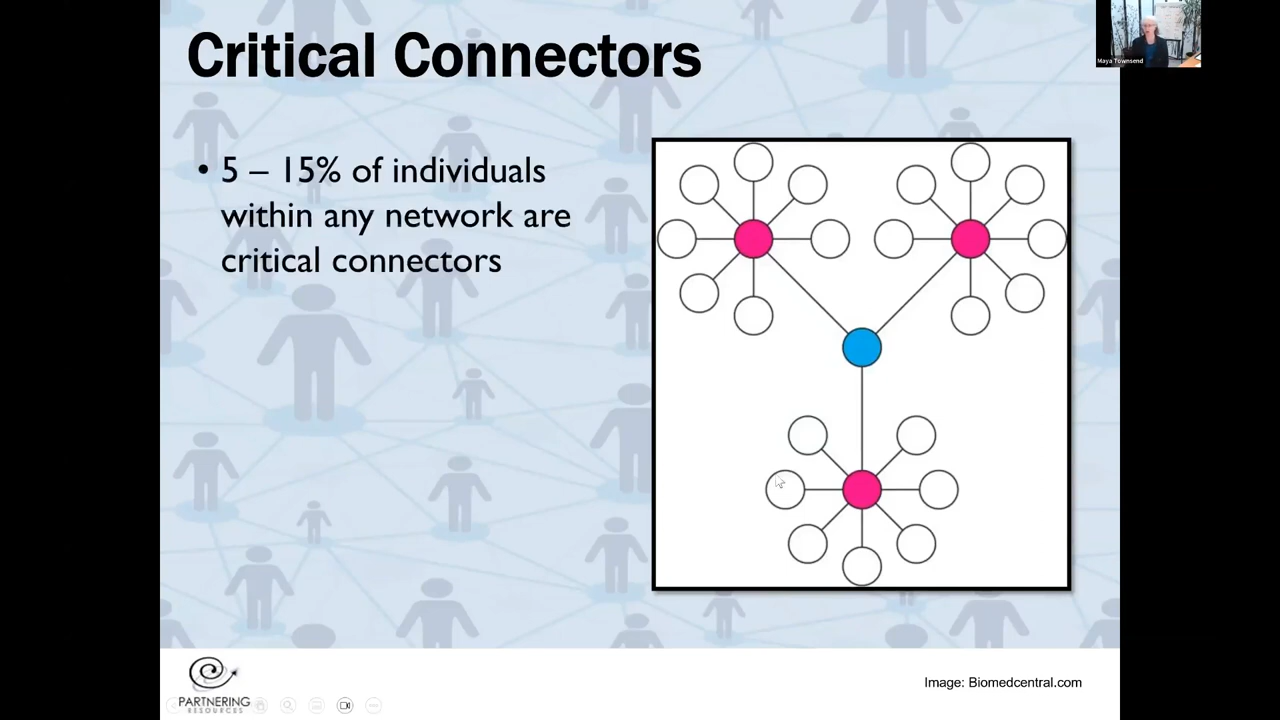 Critical Connectors
Maya Townsend
• 5 – 15% of individuals
within any network are
critical connectors
PARTNERING
RESOURCES
Image: Biomedcentral.com